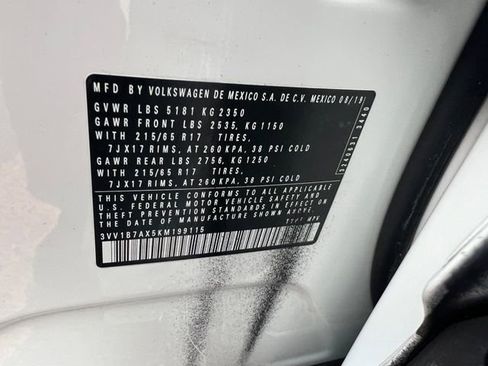 MFD BY VOLKSWAGEN DE MEXICO S.A. DE C.V. MEXICO 08/19
GVWR LBS 5181 KG 2350
GAWR FRONT LBS 2535, KG 1150
WITH 215/65 R17 TIRES,
7JX17 RIMS, AT 260 KPA, 38 PSI COLD
GAWR REAR LBS 2756, KG 1250
WITH 215/65 R17 TIRES,
7JX17 RIMS, AT 260 KPA, 38 PSI COLD
THIS VEHICLE CONFORMS TO ALL APPLICABLE
U.S. FEDERAL MOTOR VEHICLE SAFETY AND
THEFT PREVENTION STANDARDS IN EFFECT ON
THE DATE OF MANUFACTURE SHOWN ABOVE
3VV1B7AX5KM199115
MPV
3240631 3440